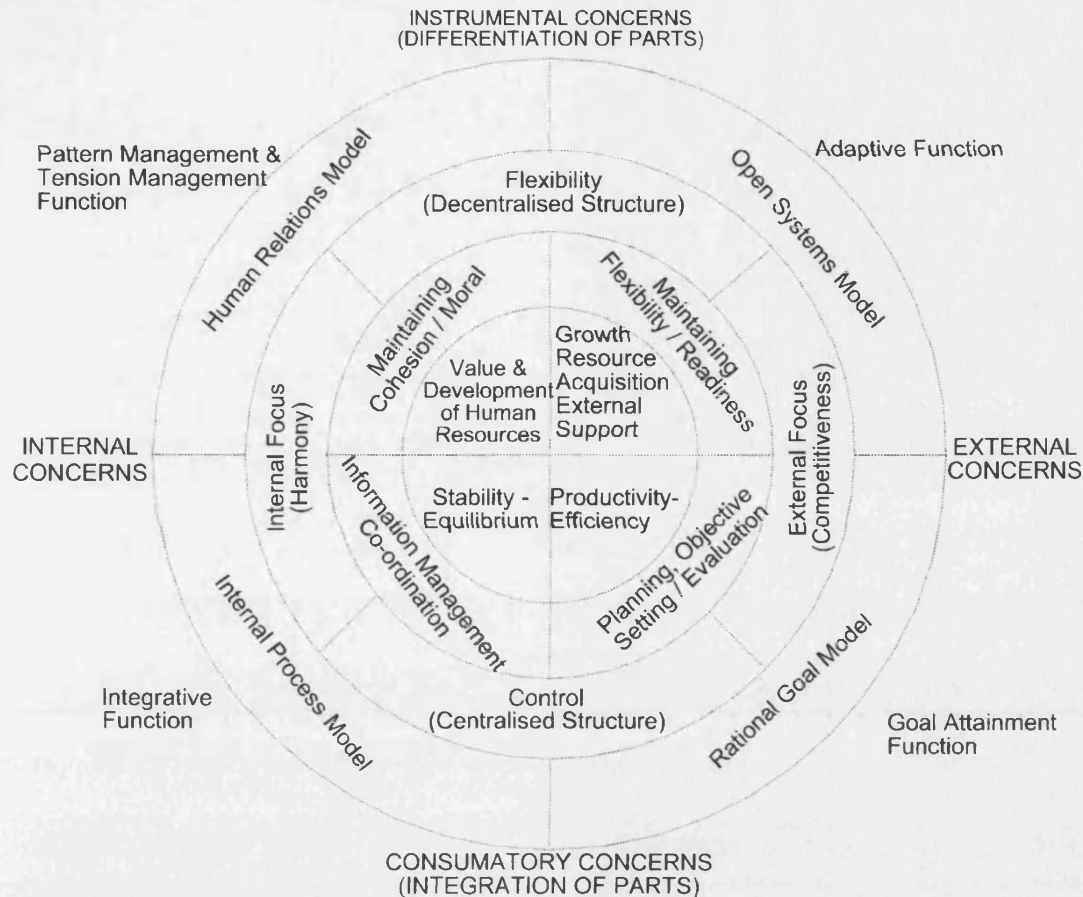 INSTRUMENTAL CONCERNS
(DIFFERENTIATION OF PARTS)
Pattern Management &
Tension Management
Function
Adaptive Function
Human Relations Model
Open Systems Model
Flexibility
(Decentralised Structure)
Maintaining
Cohesion / Moral
Maintaining
Flexibility / Readiness
Value &
Development
of Human
Resources
Growth
Resource
Acquisition
External
Support
INTERNAL
CONCERNS
Internal Focus
(Harmony)
External Focus
(Competitiveness)
EXTERNAL
CONCERNS
Stability -
Equilibrium
Productivity-
Efficiency
Information Management
Co-ordination
Planning, Objective
Setting / Evaluation
Internal Process Model
Rational Goal Model
Integrative
Function
Control
(Centralised Structure)
Goal Attainment
Function
CONSUMATORY CONCERNS
(INTEGRATION OF PARTS)